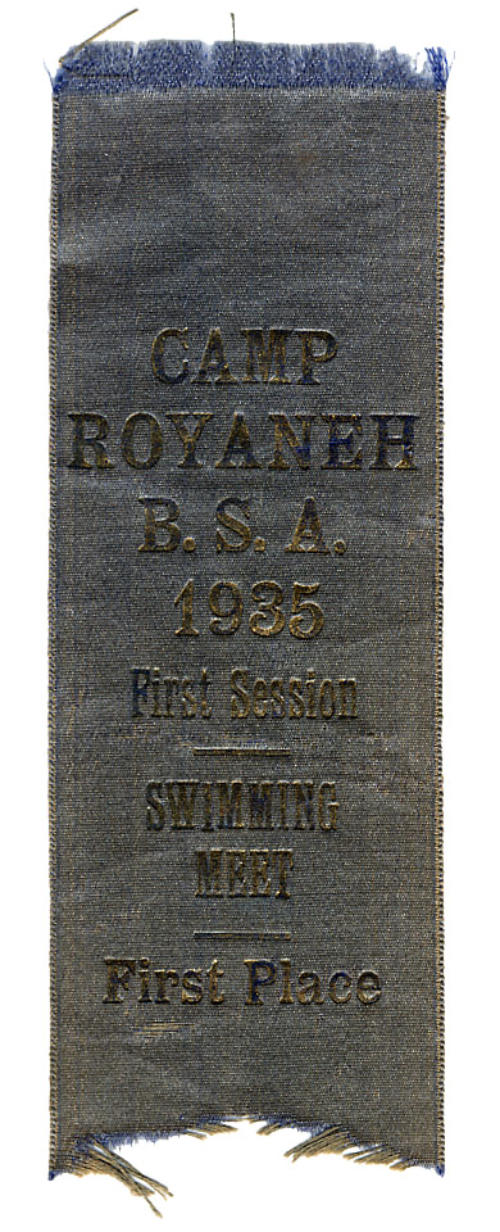 CAMP
ROYANEH
B. S. A.
1935
First Session
SWIMMING
MEET
First Place